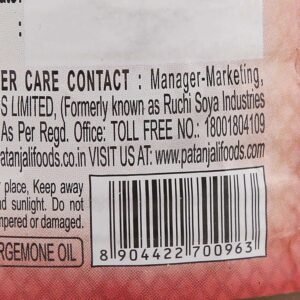 ER CARE CONTACT : Manager-Marketing,
S LIMITED, (Formerly known as Ruchi Soya Industries
As Per Regd. Office: TOLL FREE NO.: 18001804109
atanjalifoods.co.in VISIT US AT: www.patanjalifoods.com
r place, Keep away
nd sunlight. Do not
mpered or damaged.
RGEMONE OIL
8 904422 700963